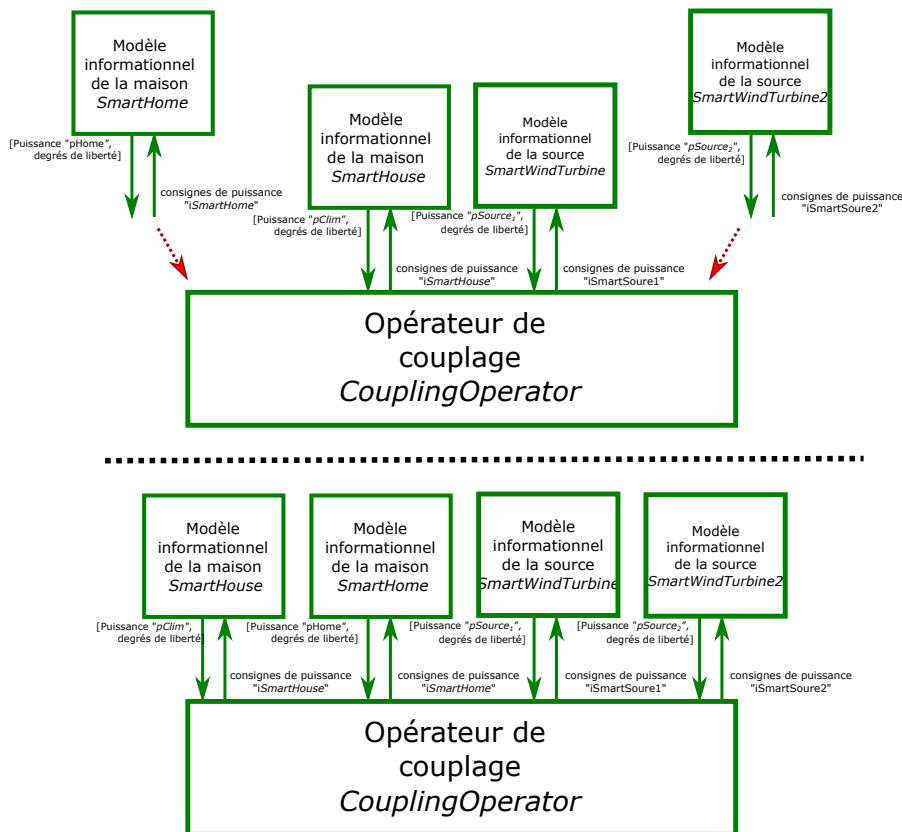 Modèle
informationnel
de la maison
SmartHome
[Puissance "pHome",
degrés de liberté]
consignes de puissance
"iSmartHome"
Modèle
informationnel
de la maison
SmartHouse
[Puissance "pClim",
degrés de liberté]
consignes de puissance
"iSmartHouse"
Modèle
informationnel
de la source
SmartWindTurbine
[Puissance "pSource₁",
degrés de liberté]
consignes de puissance
"iSmartSoure1"
Modèle
informationnel
de la source
SmartWindTurbine2
[Puissance "pSource₂",
degrés de liberté]
consignes de puissance
"iSmartSoure2"
Opérateur de
couplage
CouplingOperator
Modèle
informationnel
de la maison
SmartHouse
[Puissance "pClim",
degrés de liberté]
consignes de puissance
"iSmartHouse"
Modèle
informationnel
de la maison
SmartHome
[Puissance "pHome",
degrés de liberté]
consignes de puissance
"iSmartHome"
Modèle
informationnel
de la source
SmartWindTurbine
[Puissance "pSource₁",
degrés de liberté]
consignes de puissance
"iSmartSoure1"
Modèle
informationnel
de la source
SmartWindTurbine2
[Puissance "pSource₂",
degrés de liberté]
consignes de puissance
"iSmartSoure2"
Opérateur de
couplage
CouplingOperator